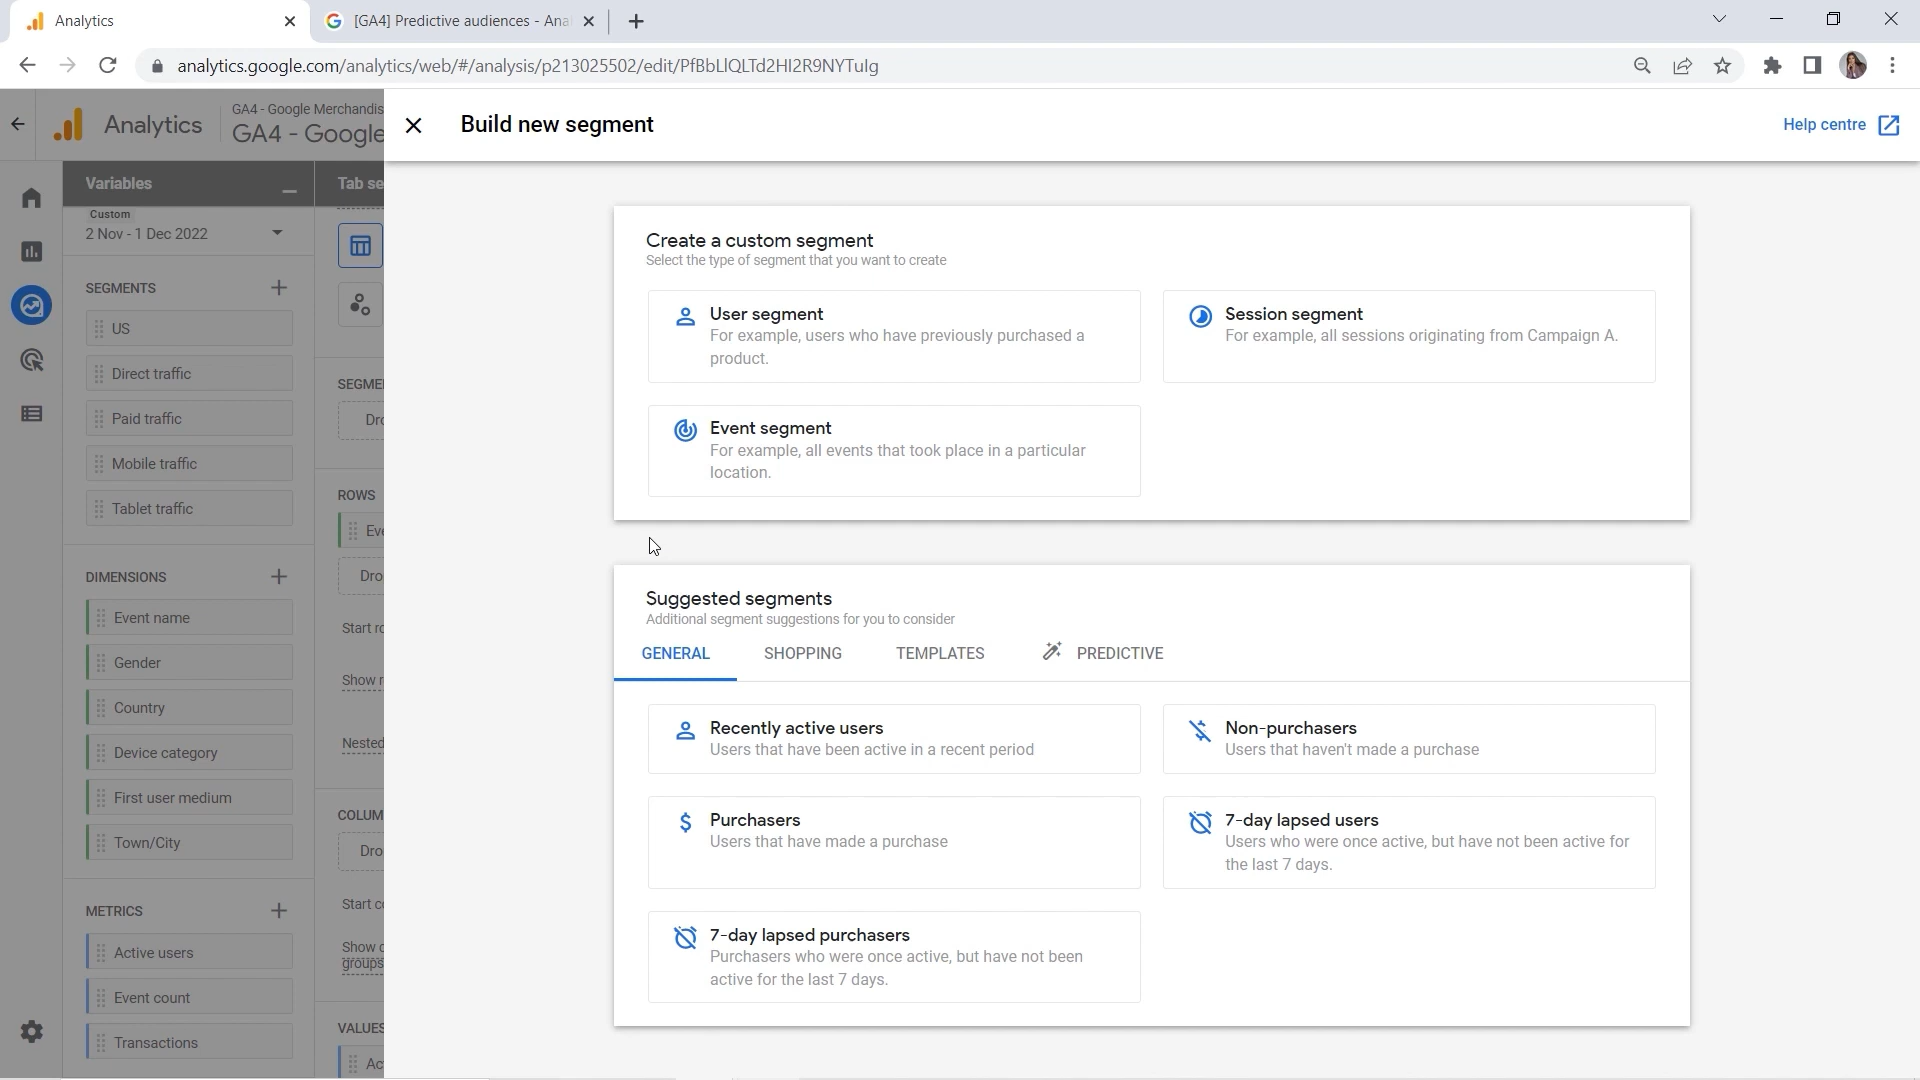 Analytics
[GA4] Predictive audiences - Ana
analytics.google.com/analytics/web/#/analysis/p213025502/edit/PfBbLlQLTd2HI2R9NYTulg
Analytics
GA4 - Google Merchandis
GA4 - Google
Build new segment
Help centre
Variables
Tab se
Custom
2 Nov - 1 Dec 2022
SEGMENTS
US
Direct traffic
Paid traffic
Mobile traffic
Tablet traffic
DIMENSIONS
Event name
Gender
Country
Device category
First user medium
Town/City
METRICS
Active users
Event count
Transactions
SEGME
Dro
ROWS
Eve
Dro
Start ro
Show r
Nested
COLUM
Dro
Start co
Show c
groups
VALUES
Ac
Create a custom segment
Select the type of segment that you want to create
User segment
For example, users who have previously purchased a
product.
Session segment
For example, all sessions originating from Campaign A.
Event segment
For example, all events that took place in a particular
location.
Suggested segments
Additional segment suggestions for you to consider
GENERAL
SHOPPING
TEMPLATES
PREDICTIVE
Recently active users
Users that have been active in a recent period
Non-purchasers
Users that haven't made a purchase
Purchasers
Users that have made a purchase
7-day lapsed users
Users who were once active, but have not been active for
the last 7 days.
7-day lapsed purchasers
Purchasers who were once active, but have not been
active for the last 7 days.